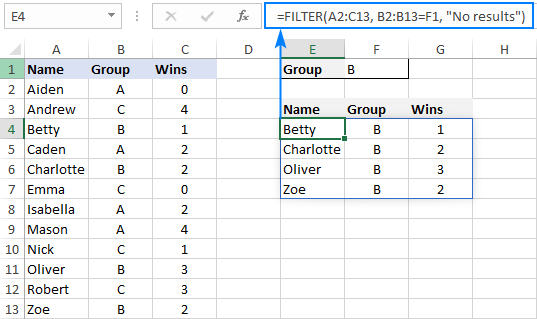 E4 fx =FILTER(A2:C13, B2:B13=F1, "No results")
A B C D E F G H
1 Name Group Wins Group B
2 Aiden A 0
3 Andrew C 4 Name Group Wins
4 Betty B 1 Betty B 1
5 Caden A 2 Charlotte B 2
6 Charlotte B 2 Oliver B 3
7 Emma C 0 Zoe B 2
8 Isabella A 2
9 Mason A 4
10 Nick C 1
11 Oliver B 3
12 Robert C 3
13 Zoe B 2